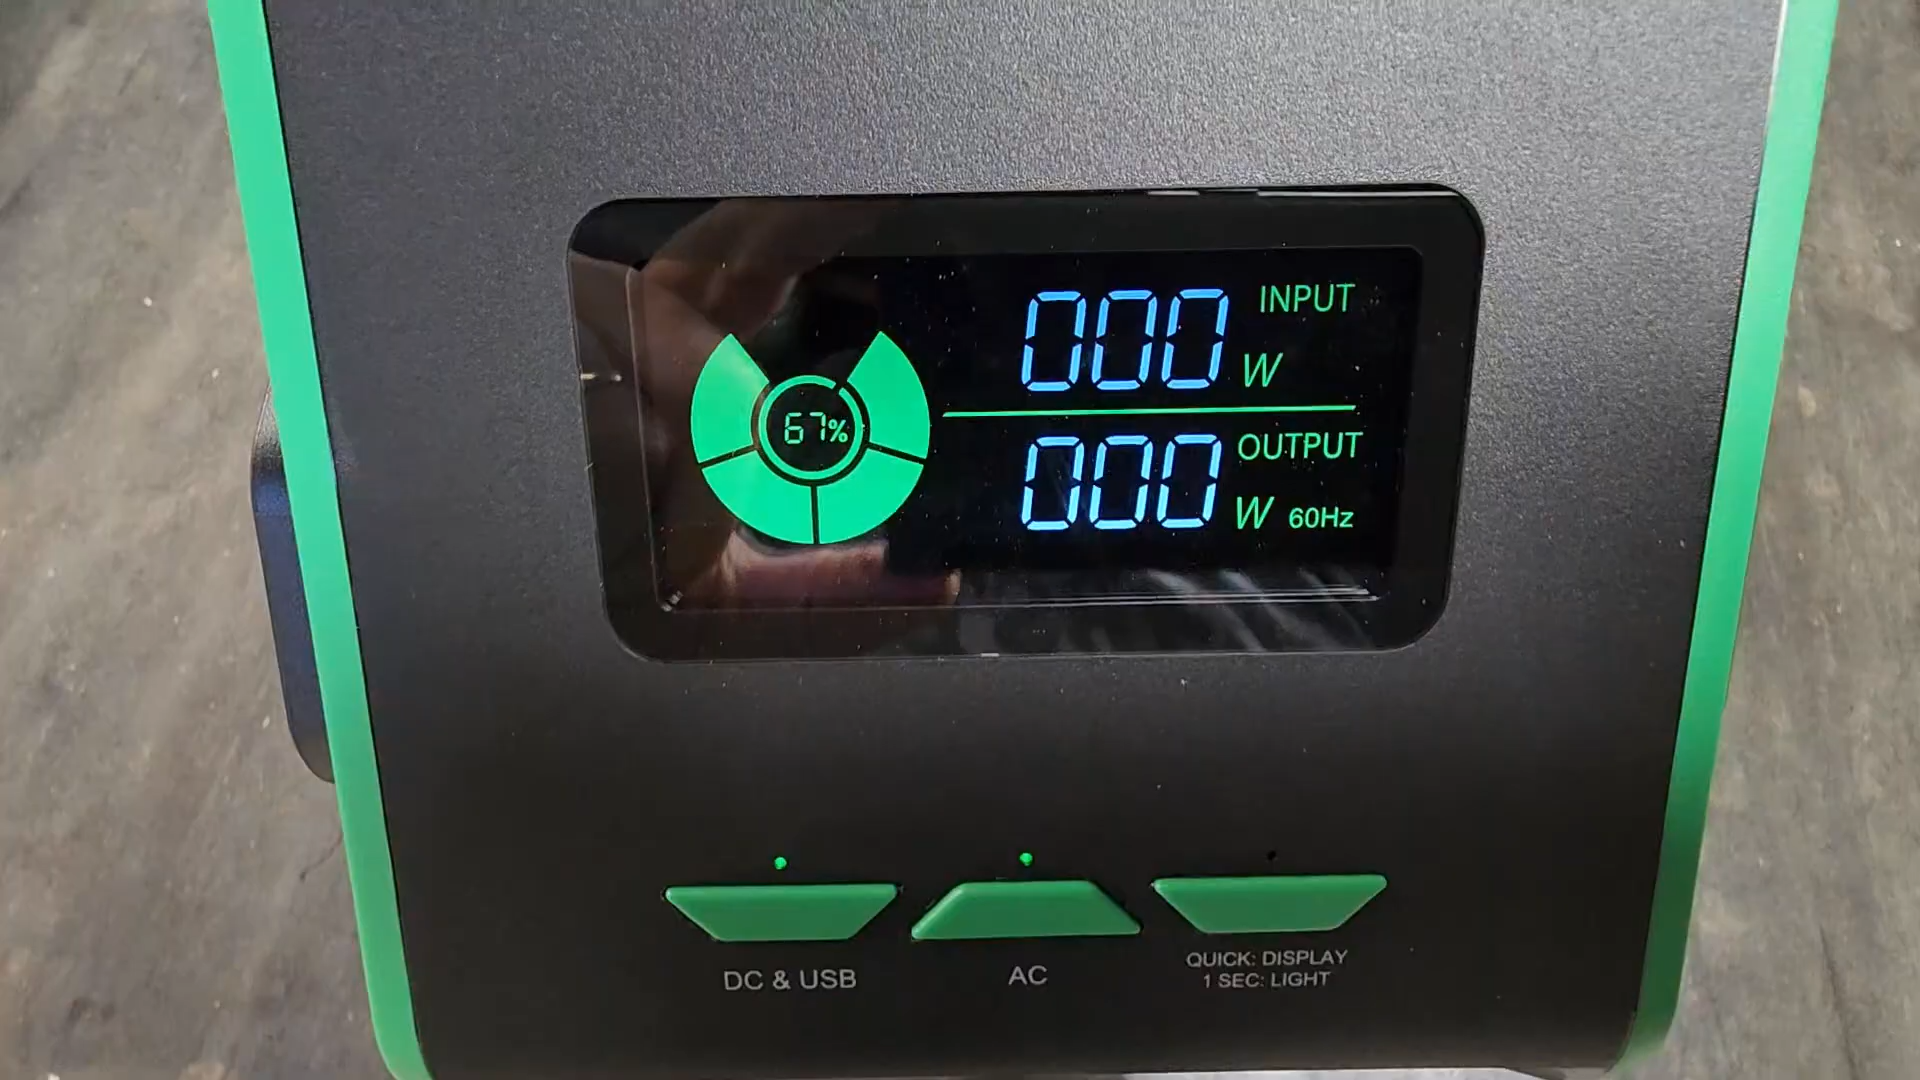 67%
000 W INPUT
000 W OUTPUT
60Hz
DC & USB
AC
QUICK: DISPLAY
1 SEC: LIGHT